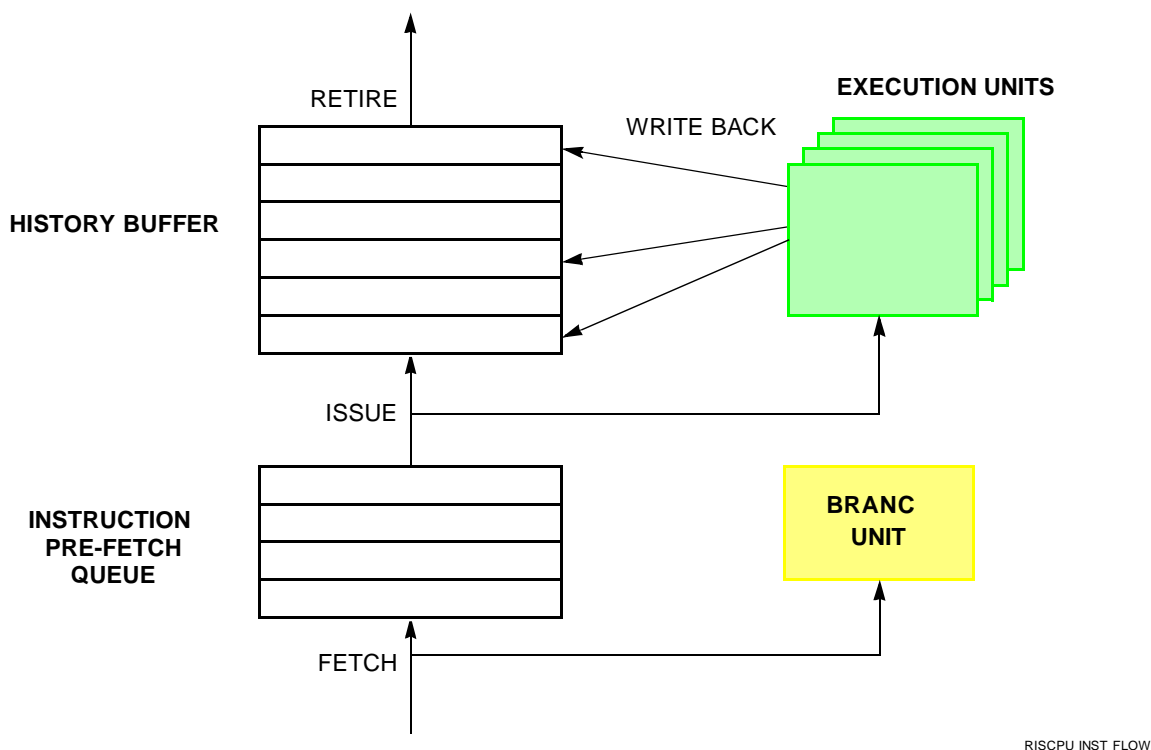 RETIRE
EXECUTION UNITS
WRITE BACK
HISTORY BUFFER
ISSUE
INSTRUCTION
PRE-FETCH
QUEUE
BRANC
UNIT
FETCH
RISCPU INST FLOW